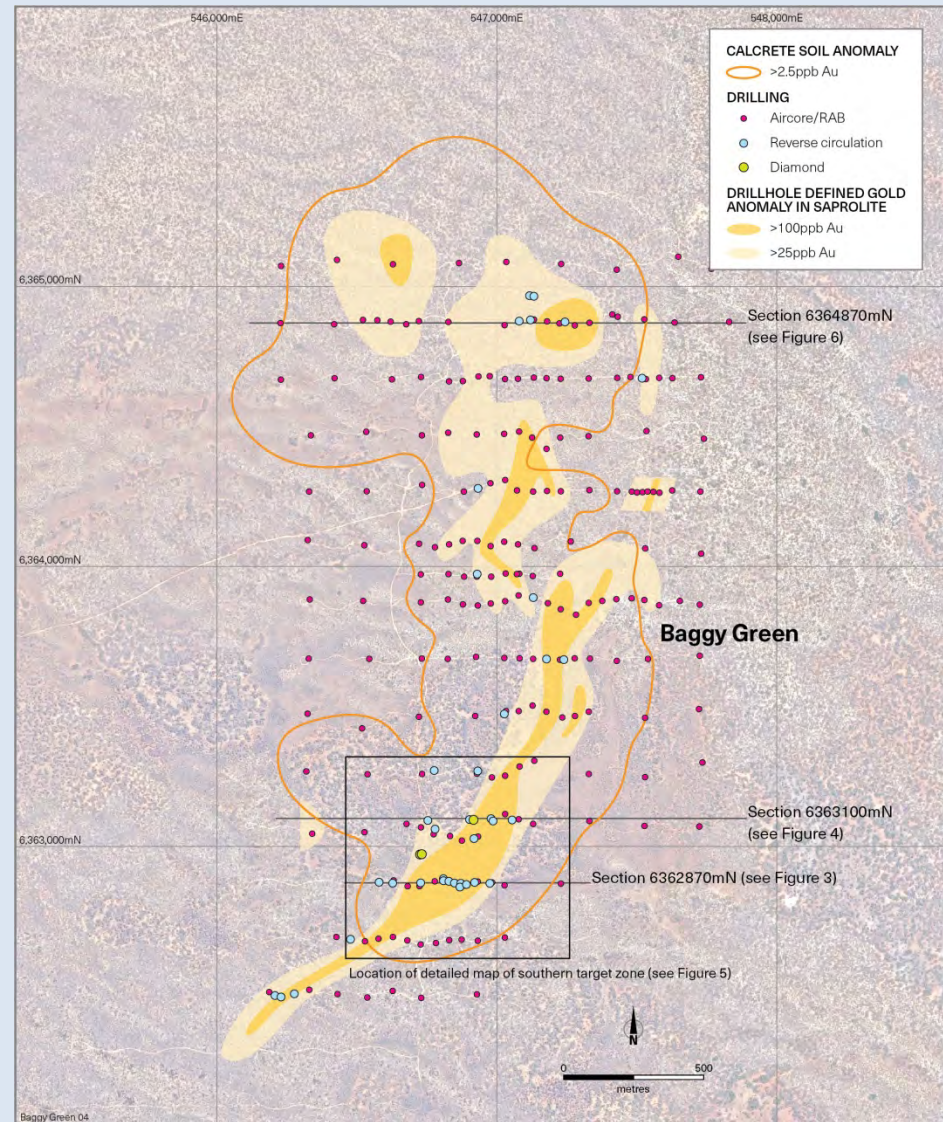 546,000mE
547,000mE
548,000mE
CALCRETE SOIL ANOMALY
>2.5ppb Au
DRILLING
Aircore/RAB
Reverse circulation
Diamond
DRILLHOLE DEFINED GOLD
ANOMALY IN SAPROLITE
>100ppb Au
>25ppb Au
6,365,000mN
Section 6364870mN
(see Figure 6)
6,364,000mN
Baggy Green
Section 6363100mN
(see Figure 4)
6,363,000mN
Section 6362870mN (see Figure 3)
Location of detailed map of southern target zone (see Figure 5)
N
0
500
metres
Baggy Green 04